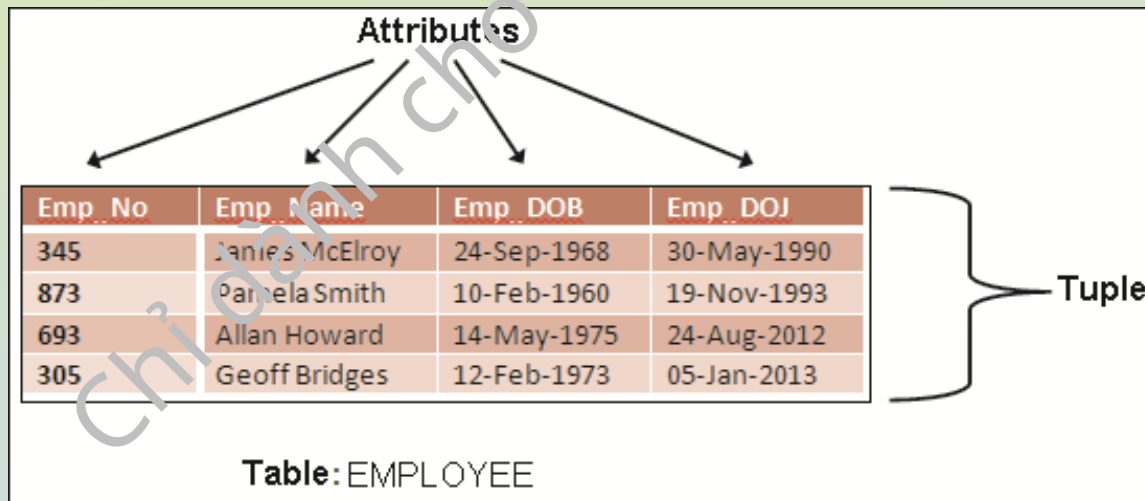 Attributes
Emp_No Emp_Name Emp_DOB Emp_DOJ
345 James McElroy 24-Sep-1968 30-May-1990
873 Pamela Smith 10-Feb-1960 19-Nov-1993
693 Allan Howard 14-May-1975 24-Aug-2012
305 Geoff Bridges 12-Feb-1973 05-Jan-2013
Tuple
Table: EMPLOYEE
Chỉ dành cho